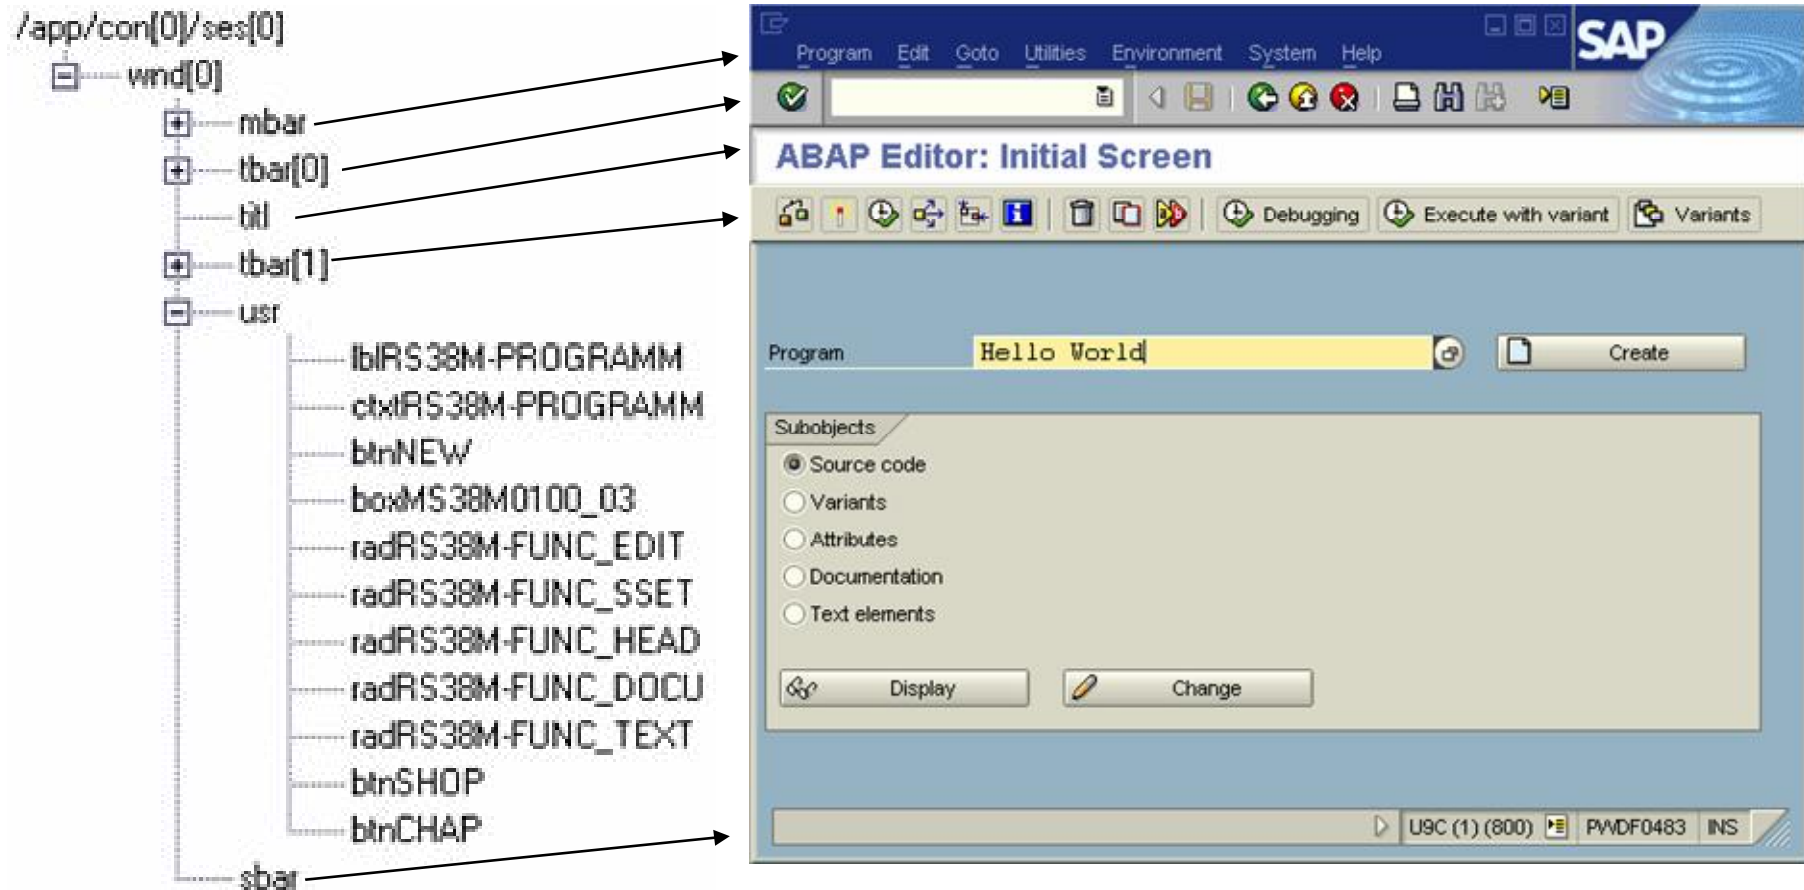 /app/con[0]/ses[0]
wnd[0]
mbar
tbar[0]
titl
tbar[1]
usr
lblRS38M-PROGRAMM
ctxtRS38M-PROGRAMM
btnNEW
boxMS38M0100_03
radRS38M-FUNC_EDIT
radRS38M-FUNC_SSET
radRS38M-FUNC_HEAD
radRS38M-FUNC_DOCU
radRS38M-FUNC_TEXT
btnSHOP
btnCHAP
sbar
Program Edit Goto Utilities Environment System Help
SAP
ABAP Editor: Initial Screen
Debugging Execute with variant Variants
Program Hello World Create
Subobjects
Source code
Variants
Attributes
Documentation
Text elements
Display Change
U9C (1) (800) PWDF0483 INS